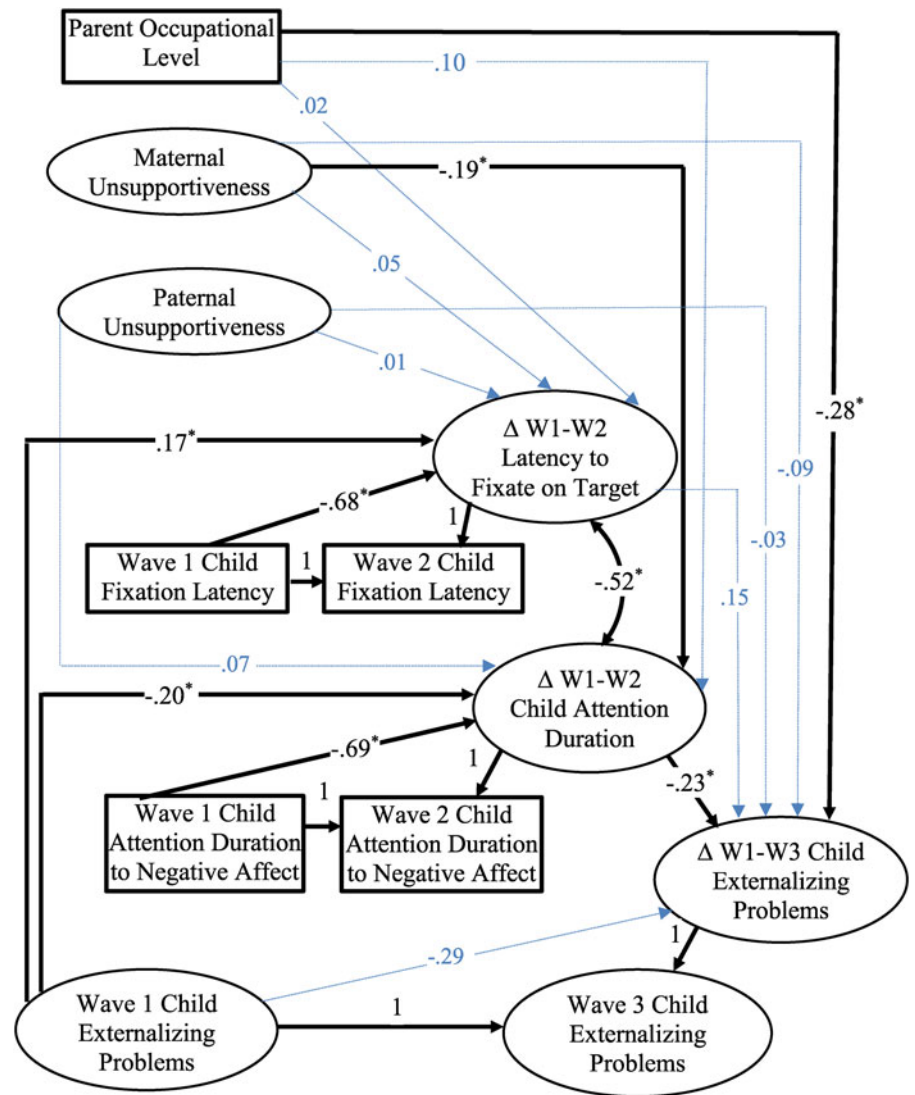 Parent Occupational
Level
.10
.02
Maternal
Unsupportiveness
-.19*
.05
Paternal
Unsupportiveness
.01
Δ W1-W2
Latency to
Fixate on Target
.17*
-.28*
-.09
-.68*
1
Wave 1 Child
Fixation Latency
1
Wave 2 Child
Fixation Latency
-.03
-.52*
.15
.07
-.20*
Δ W1-W2
Child Attention
Duration
-.69*
1
-.23*
Wave 1 Child
Attention Duration
to Negative Affect
1
Wave 2 Child
Attention Duration
to Negative Affect
Δ W1-W3 Child
Externalizing
Problems
-.29
1
Wave 1 Child
Externalizing
Problems
1
Wave 3 Child
Externalizing
Problems